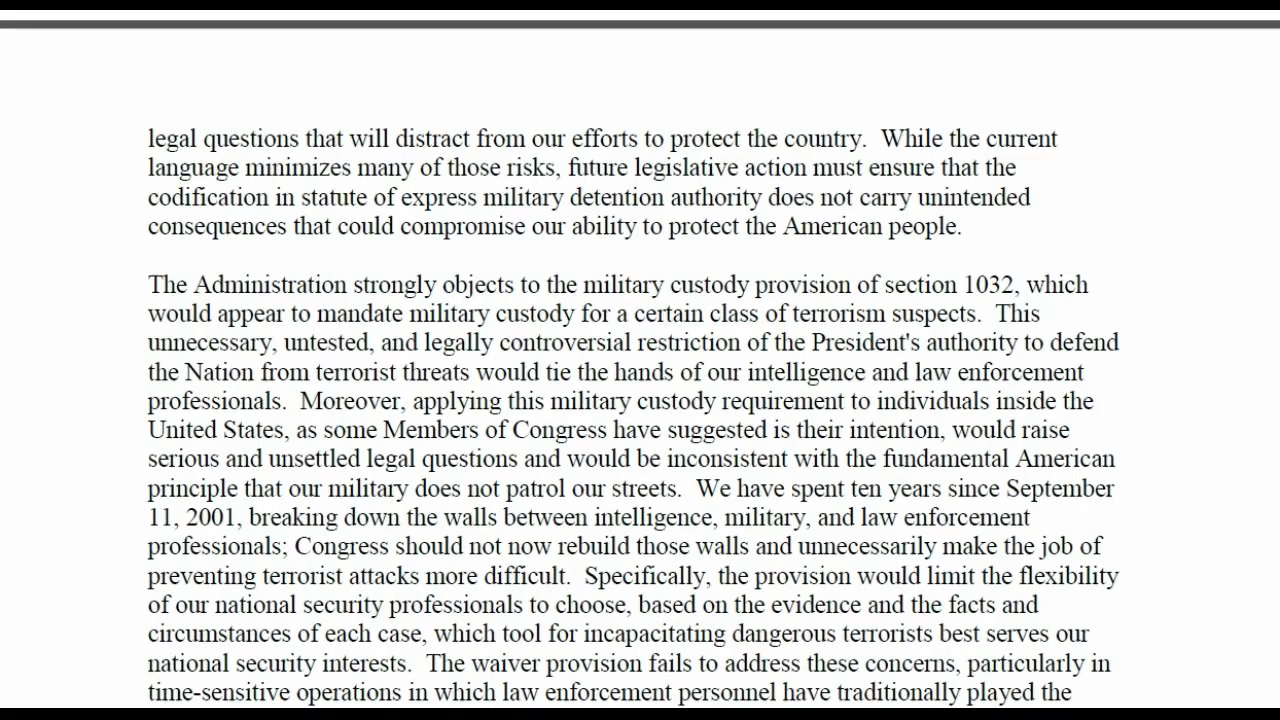 legal questions that will distract from our efforts to protect the country.  While the current
language minimizes many of those risks, future legislative action must ensure that the
codification in statute of express military detention authority does not carry unintended
consequences that could compromise our ability to protect the American people.
The Administration strongly objects to the military custody provision of section 1032, which
would appear to mandate military custody for a certain class of terrorism suspects.  This
unnecessary, untested, and legally controversial restriction of the President's authority to defend
the Nation from terrorist threats would tie the hands of our intelligence and law enforcement
professionals.  Moreover, applying this military custody requirement to individuals inside the
United States, as some Members of Congress have suggested is their intention, would raise
serious and unsettled legal questions and would be inconsistent with the fundamental American
principle that our military does not patrol our streets.  We have spent ten years since September
11, 2001, breaking down the walls between intelligence, military, and law enforcement
professionals; Congress should not now rebuild those walls and unnecessarily make the job of
preventing terrorist attacks more difficult.  Specifically, the provision would limit the flexibility
of our national security professionals to choose, based on the evidence and the facts and
circumstances of each case, which tool for incapacitating dangerous terrorists best serves our
national security interests.  The waiver provision fails to address these concerns, particularly in
time-sensitive operations in which law enforcement personnel have traditionally played the